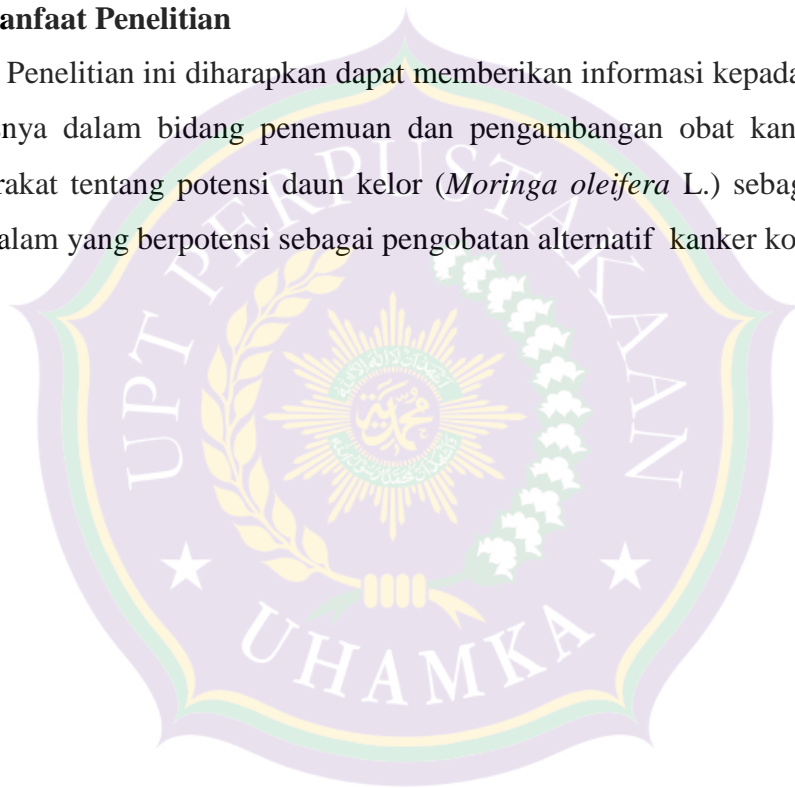 anfaat Penelitian
Penelitian ini diharapkan dapat memberikan informasi kepada
nya dalam bidang penemuan dan pengambangan obat kan
rakat tentang potensi daun kelor (Moringa oleifera L.) sebag
alam yang berpotensi sebagai pengobatan alternatif kanker ko
UPT PERPUSTAKAAN
محمدية
UHAMKA